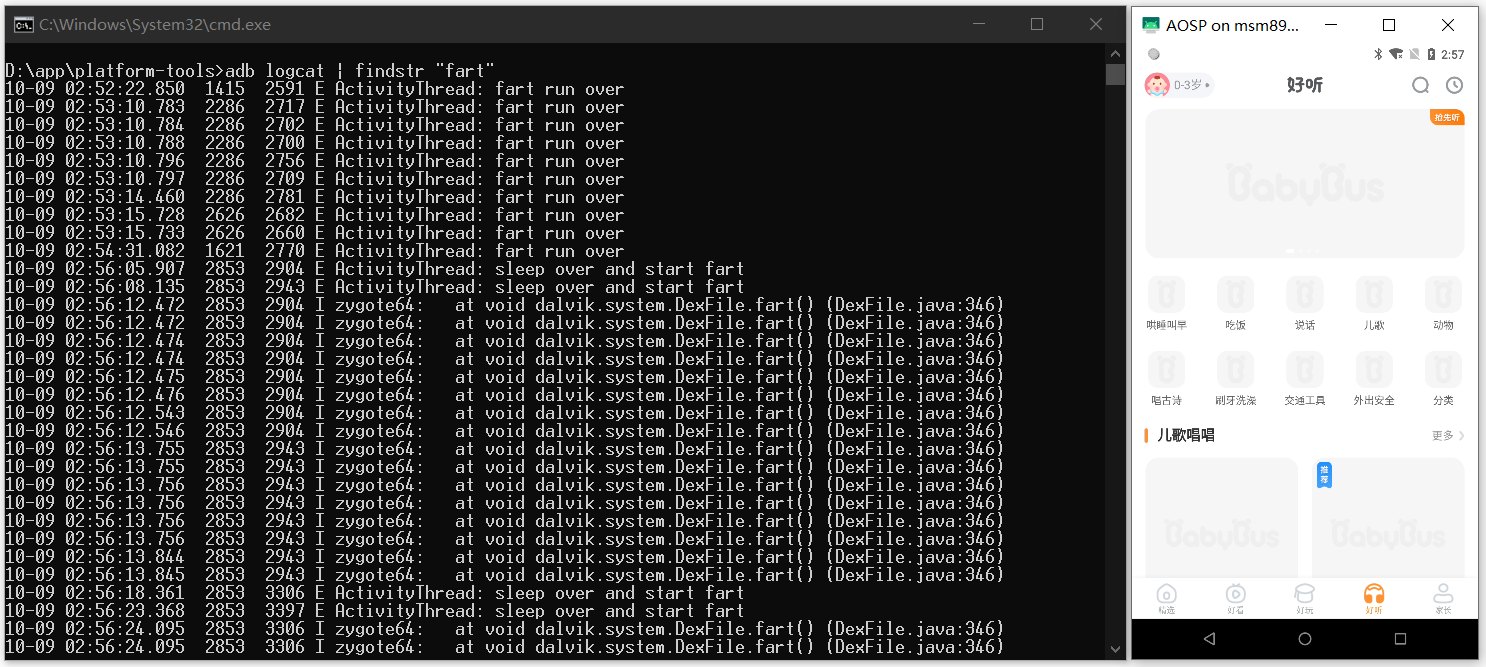 C:\Windows\System32\cmd.exe
D:\app\platform-tools>adb logcat | findstr "fart"
10-09 02:52:22.850  1415  2591 E ActivityThread: fart run over
10-09 02:53:10.783  2286  2717 E ActivityThread: fart run over
10-09 02:53:10.784  2286  2702 E ActivityThread: fart run over
10-09 02:53:10.788  2286  2700 E ActivityThread: fart run over
10-09 02:53:10.796  2286  2756 E ActivityThread: fart run over
10-09 02:53:10.797  2286  2709 E ActivityThread: fart run over
10-09 02:53:14.460  2286  2781 E ActivityThread: fart run over
10-09 02:53:15.728  2626  2682 E ActivityThread: fart run over
10-09 02:53:15.733  2626  2660 E ActivityThread: fart run over
10-09 02:54:31.082  1621  2770 E ActivityThread: fart run over
10-09 02:56:05.907  2853  2904 E ActivityThread: sleep over and start fart
10-09 02:56:08.135  2853  2943 E ActivityThread: sleep over and start fart
10-09 02:56:12.472  2853  2904 I zygote64:   at void dalvik.system.DexFile.fart() (DexFile.java:346)
10-09 02:56:12.472  2853  2904 I zygote64:   at void dalvik.system.DexFile.fart() (DexFile.java:346)
10-09 02:56:12.474  2853  2904 I zygote64:   at void dalvik.system.DexFile.fart() (DexFile.java:346)
10-09 02:56:12.474  2853  2904 I zygote64:   at void dalvik.system.DexFile.fart() (DexFile.java:346)
10-09 02:56:12.475  2853  2904 I zygote64:   at void dalvik.system.DexFile.fart() (DexFile.java:346)
10-09 02:56:12.476  2853  2904 I zygote64:   at void dalvik.system.DexFile.fart() (DexFile.java:346)
10-09 02:56:12.543  2853  2904 I zygote64:   at void dalvik.system.DexFile.fart() (DexFile.java:346)
10-09 02:56:12.546  2853  2904 I zygote64:   at void dalvik.system.DexFile.fart() (DexFile.java:346)
10-09 02:56:13.755  2853  2943 I zygote64:   at void dalvik.system.DexFile.fart() (DexFile.java:346)
10-09 02:56:13.755  2853  2943 I zygote64:   at void dalvik.system.DexFile.fart() (DexFile.java:346)
10-09 02:56:13.756  2853  2943 I zygote64:   at void dalvik.system.DexFile.fart() (DexFile.java:346)
10-09 02:56:13.756  2853  2943 I zygote64:   at void dalvik.system.DexFile.fart() (DexFile.java:346)
10-09 02:56:13.756  2853  2943 I zygote64:   at void dalvik.system.DexFile.fart() (DexFile.java:346)
10-09 02:56:13.756  2853  2943 I zygote64:   at void dalvik.system.DexFile.fart() (DexFile.java:346)
10-09 02:56:13.844  2853  2943 I zygote64:   at void dalvik.system.DexFile.fart() (DexFile.java:346)
10-09 02:56:13.845  2853  2943 I zygote64:   at void dalvik.system.DexFile.fart() (DexFile.java:346)
10-09 02:56:18.361  2853  3306 E ActivityThread: sleep over and start fart
10-09 02:56:23.368  2853  3397 E ActivityThread: sleep over and start fart
10-09 02:56:24.095  2853  3306 I zygote64:   at void dalvik.system.DexFile.fart() (DexFile.java:346)
10-09 02:56:24.095  2853  3306 I zygote64:   at void dalvik.system.DexFile.fart() (DexFile.java:346)
AOSP on msm89...
2:57
0-3岁 好听
抢先听
BabyBus
哄睡叫早 吃饭 说话 儿歌 动物
唱古诗 刷牙洗澡 交通工具 外出安全 分类
儿歌唱唱 更多
推荐
BabyBus BabyBus
精选 好看 好玩 好听 家长